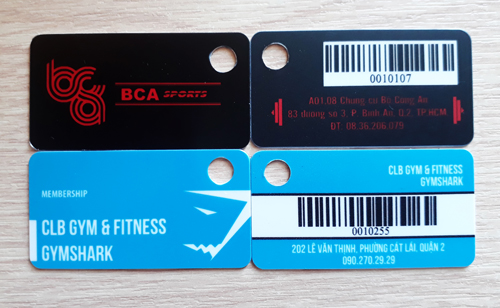 BCA SPORTS
0010107
A01.08 Chung cư Bộ Công An
83 đường số 3, P. Bình An, Q.2, TP.HCM
ĐT: 08.36.206.079
MEMBERSHIP
CLB GYM & FITNESS
GYMSHARK
CLB GYM & FITNESS
GYMSHARK
0010255
202 LÊ VĂN THỊNH, PHƯỜNG CÁT LÁI, QUẬN 2
090.270.29.29